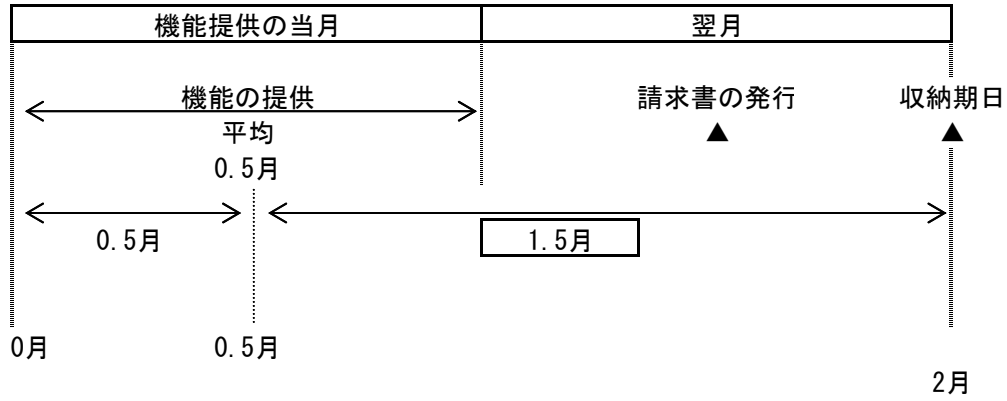 機能提供の当月 翌月
機能の提供 請求書の発行 収納期日
平均 ▲ ▲
0.5月
0.5月 1.5月
0月 0.5月
2月